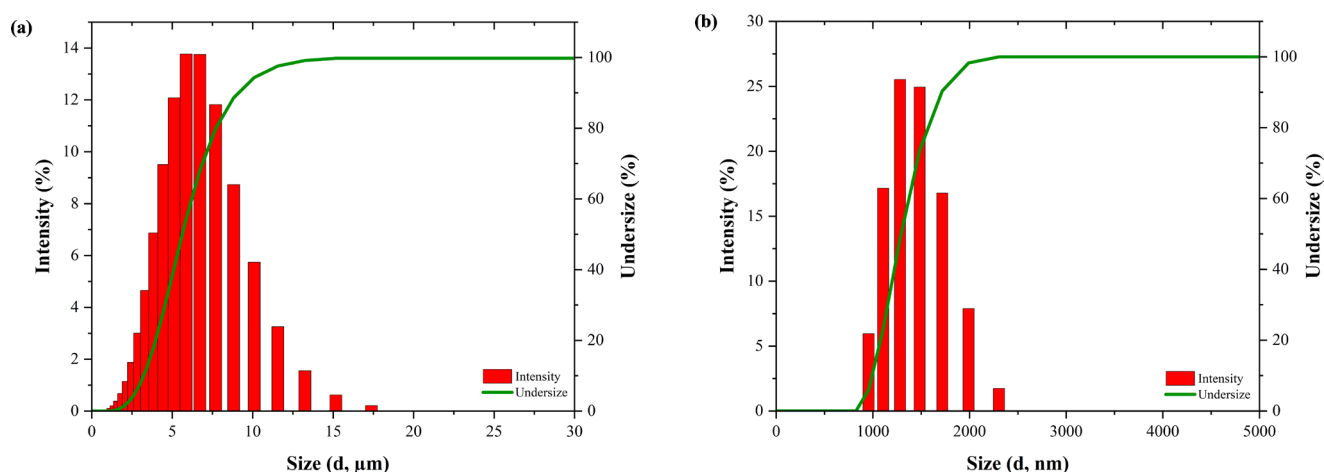 (a)
Intensity (%)
14
12
10
8
6
4
2
0
100
80
60
40
20
0
Undersize (%)
Intensity
Undersize
0 5 10 15 20 25 30
Size (d, µm)
(b)
Intensity (%)
30
25
20
15
10
5
0
100
80
60
40
20
0
Undersize (%)
Intensity
Undersize
0 1000 2000 3000 4000 5000
Size (d, nm)